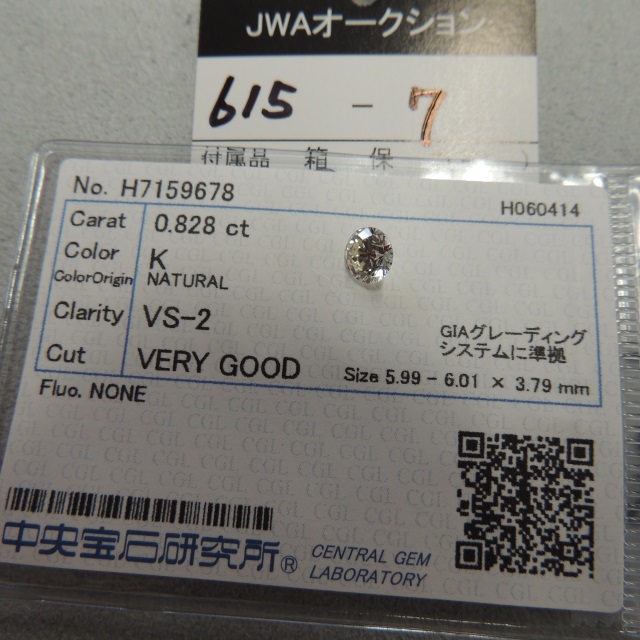 JWAオークション
615 - 7
付属品 箱 保 )
No. H7159678
H060414
Carat 0.828 ct
Color K
ColorOrigin NATURAL
Clarity VS-2
GIAグレーディング
システムに準拠
Cut VERY GOOD
Size 5.99 - 6.01 × 3.79 mm
Fluo. NONE
中央宝石研究所®
CENTRAL GEM
LABORATORY